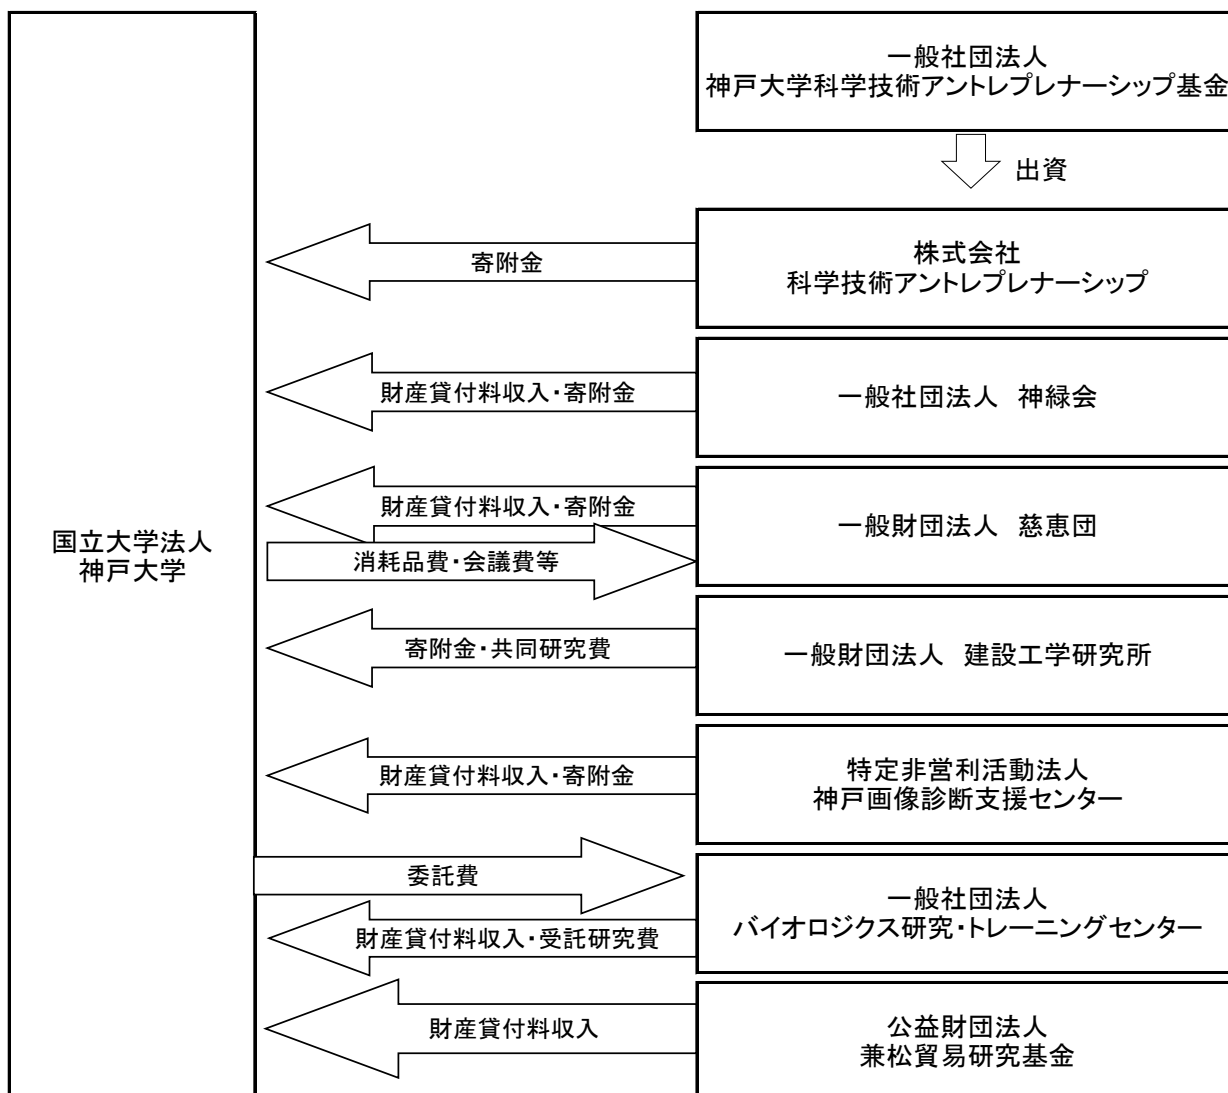 国立大学法人
神戸大学
一般社団法人
神戸大学科学技術アントレプレナーシップ基金
出資
寄附金
株式会社
科学技術アントレプレナーシップ
財産貸付料収入・寄附金
一般社団法人　神緑会
財産貸付料収入・寄附金
消耗品費・会議費等
一般財団法人　慈恵団
寄附金・共同研究費
一般財団法人　建設工学研究所
財産貸付料収入・寄附金
特定非営利活動法人
神戸画像診断支援センター
委託費
財産貸付料収入・受託研究費
一般社団法人
バイオロジクス研究・トレーニングセンター
財産貸付料収入
公益財団法人
兼松貿易研究基金